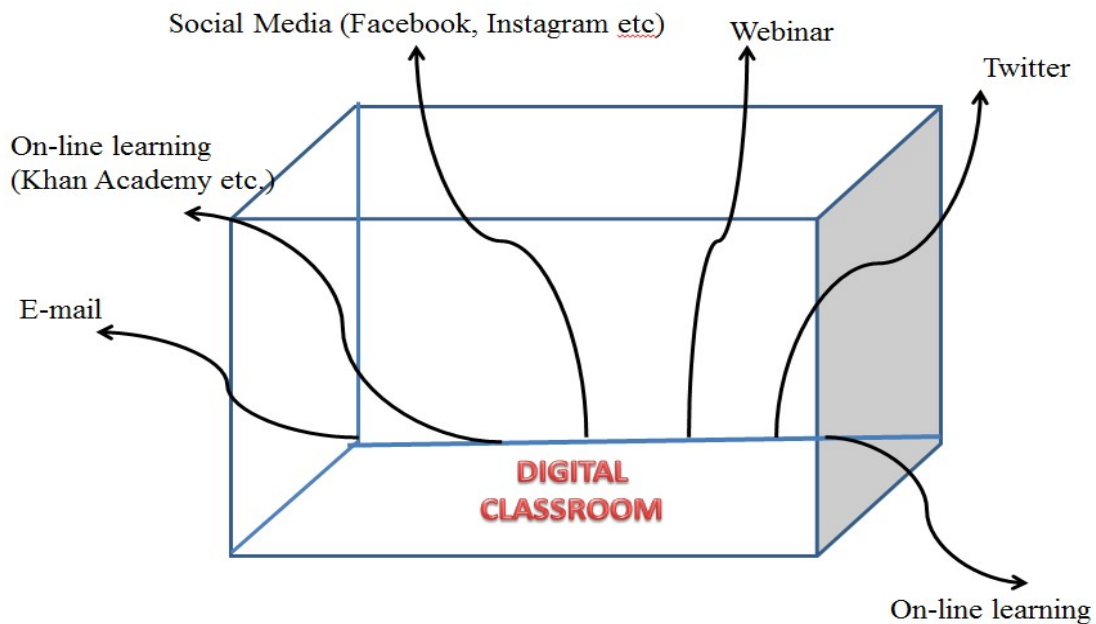 Social Media (Facebook, Instagram etc)
Webinar
Twitter
On-line learning
(Khan Academy etc.)
E-mail
DIGITAL
CLASSROOM
On-line learning